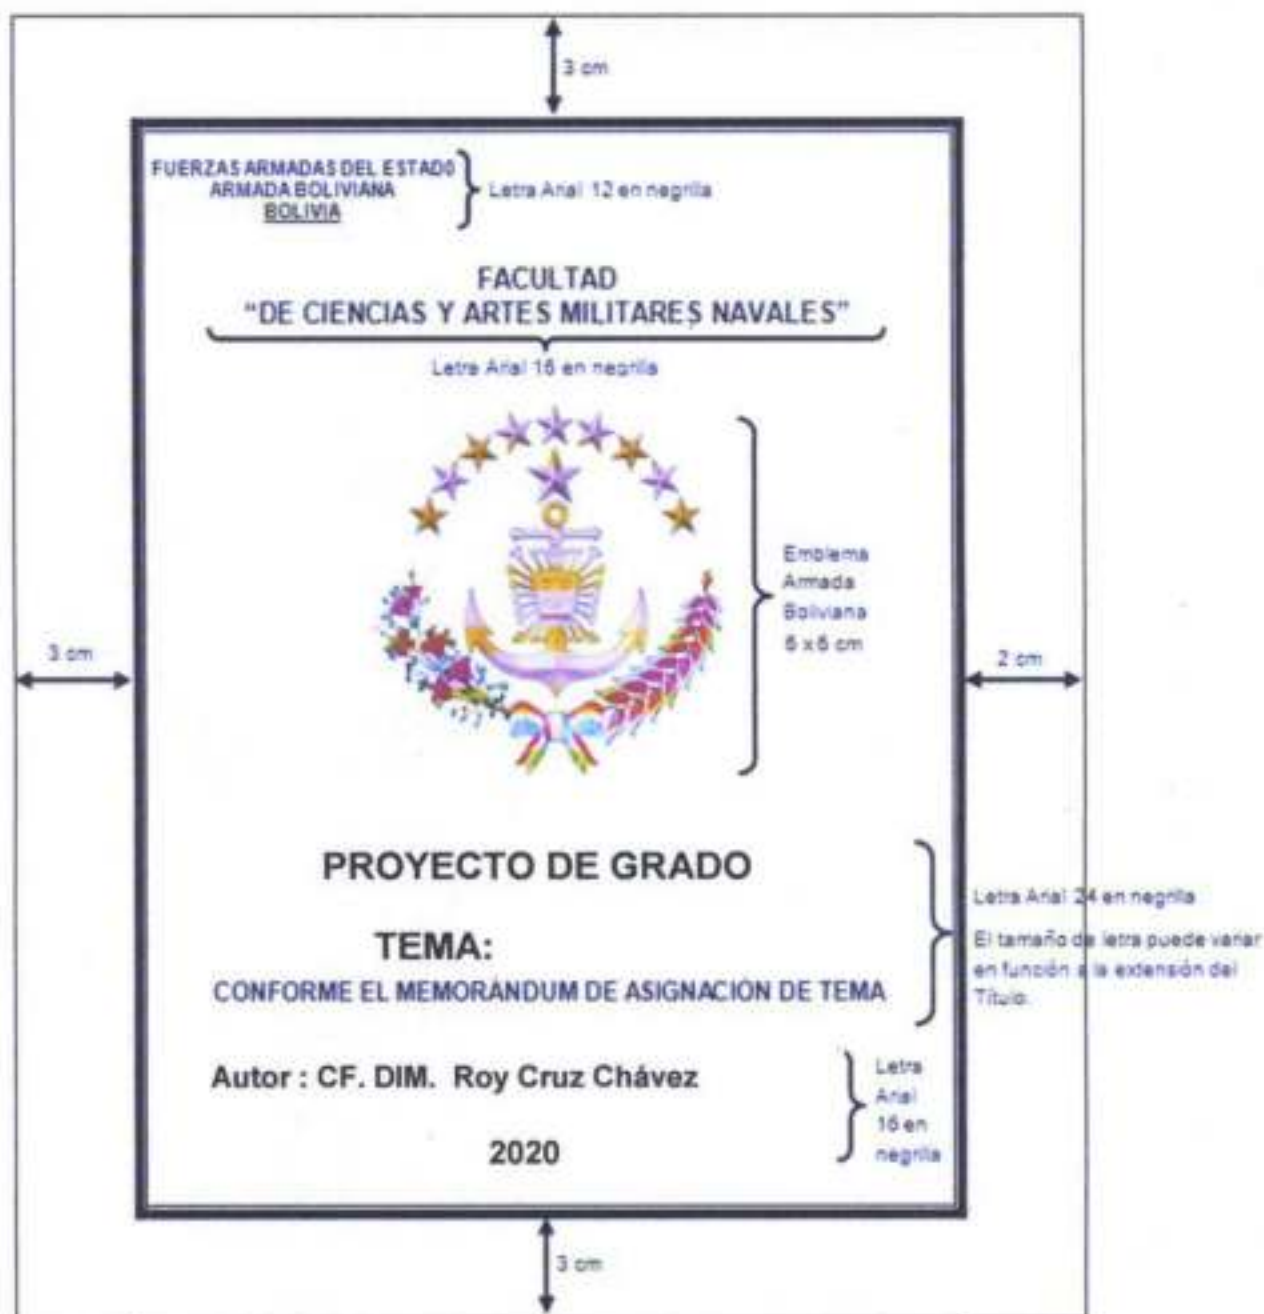 3 cm
FUERZAS ARMADAS DEL ESTADO
ARMADA BOLIVIANA
BOLIVIA
Letra Arial 12 en negrilla
FACULTAD
"DE CIENCIAS Y ARTES MILITARES NAVALES"
Letra Arial 16 en negrilla
Emblema
Armada
Boliviana
6 x 6 cm
3 cm
2 cm
PROYECTO DE GRADO
TEMA:
CONFORME EL MEMORÁNDUM DE ASIGNACIÓN DE TEMA
Letra Arial 24 en negrilla
El tamaño de letra puede variar
en función a la extensión del
Título.
Autor : CF. DIM. Roy Cruz Chávez
2020
Letra
Arial
16 en
negrilla
3 cm